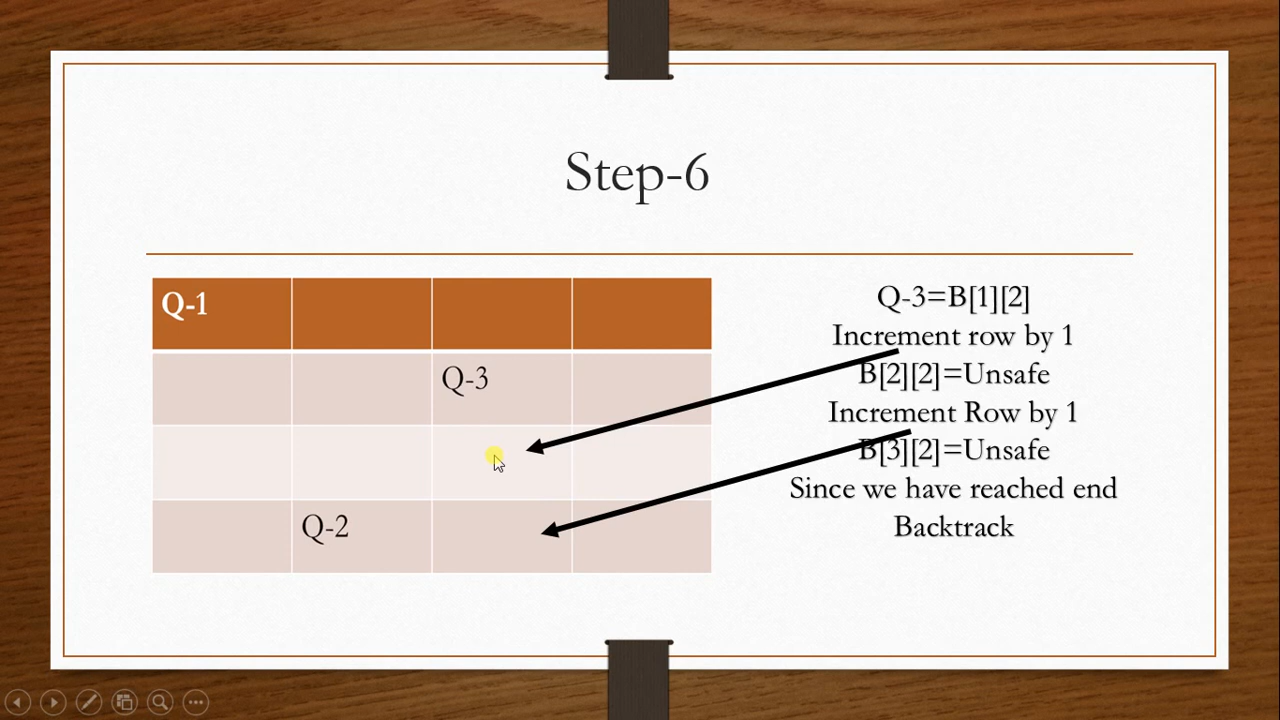 Step-6
Q-1
Q-3
Q-2
Q-3=B[1][2]
Increment row by 1
B[2][2]=Unsafe
Increment Row by 1
B[3][2]=Unsafe
Since we have reached end
Backtrack